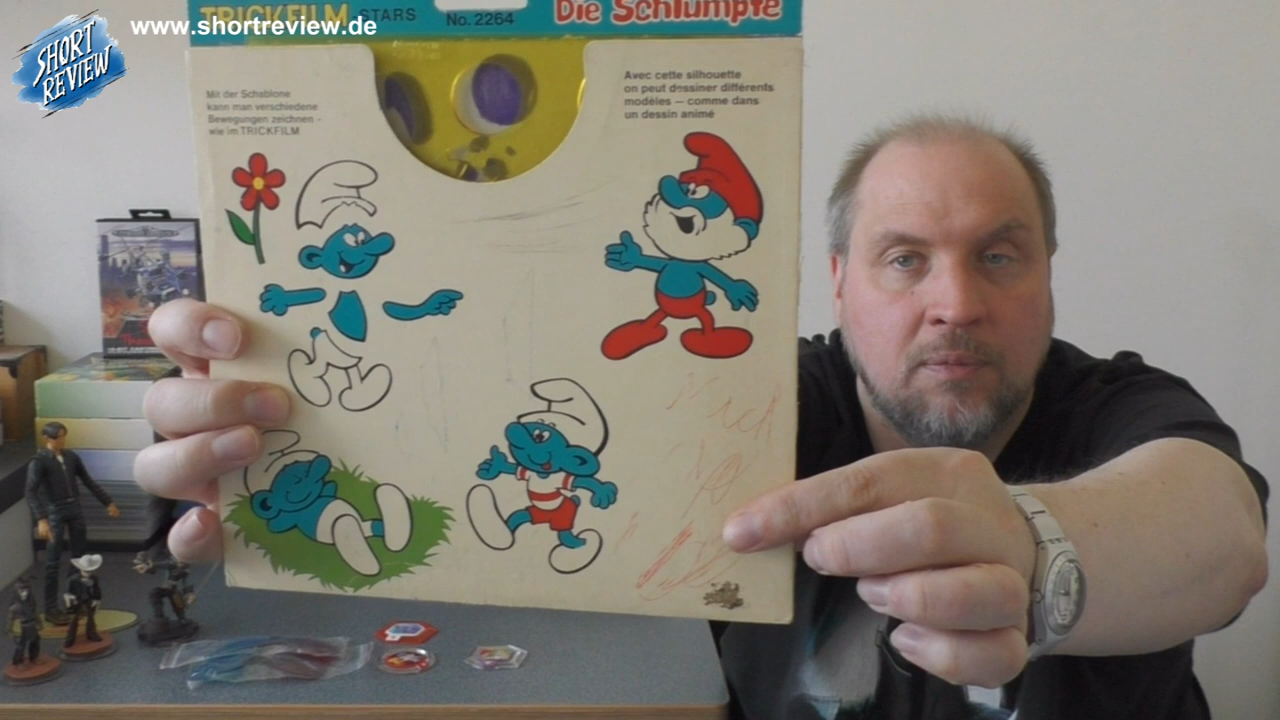 TRICKFILM STARS No. 2264 Die Schlümpfe
www.shortreview.de
SHORT
REVIEW
Mit der Schablone
kann man verschiedene
Bewegungen zeichnen -
wie im TRICKFILM
Avec cette silhouette
on peut dessiner différents
modèles — comme dans
un dessin animé